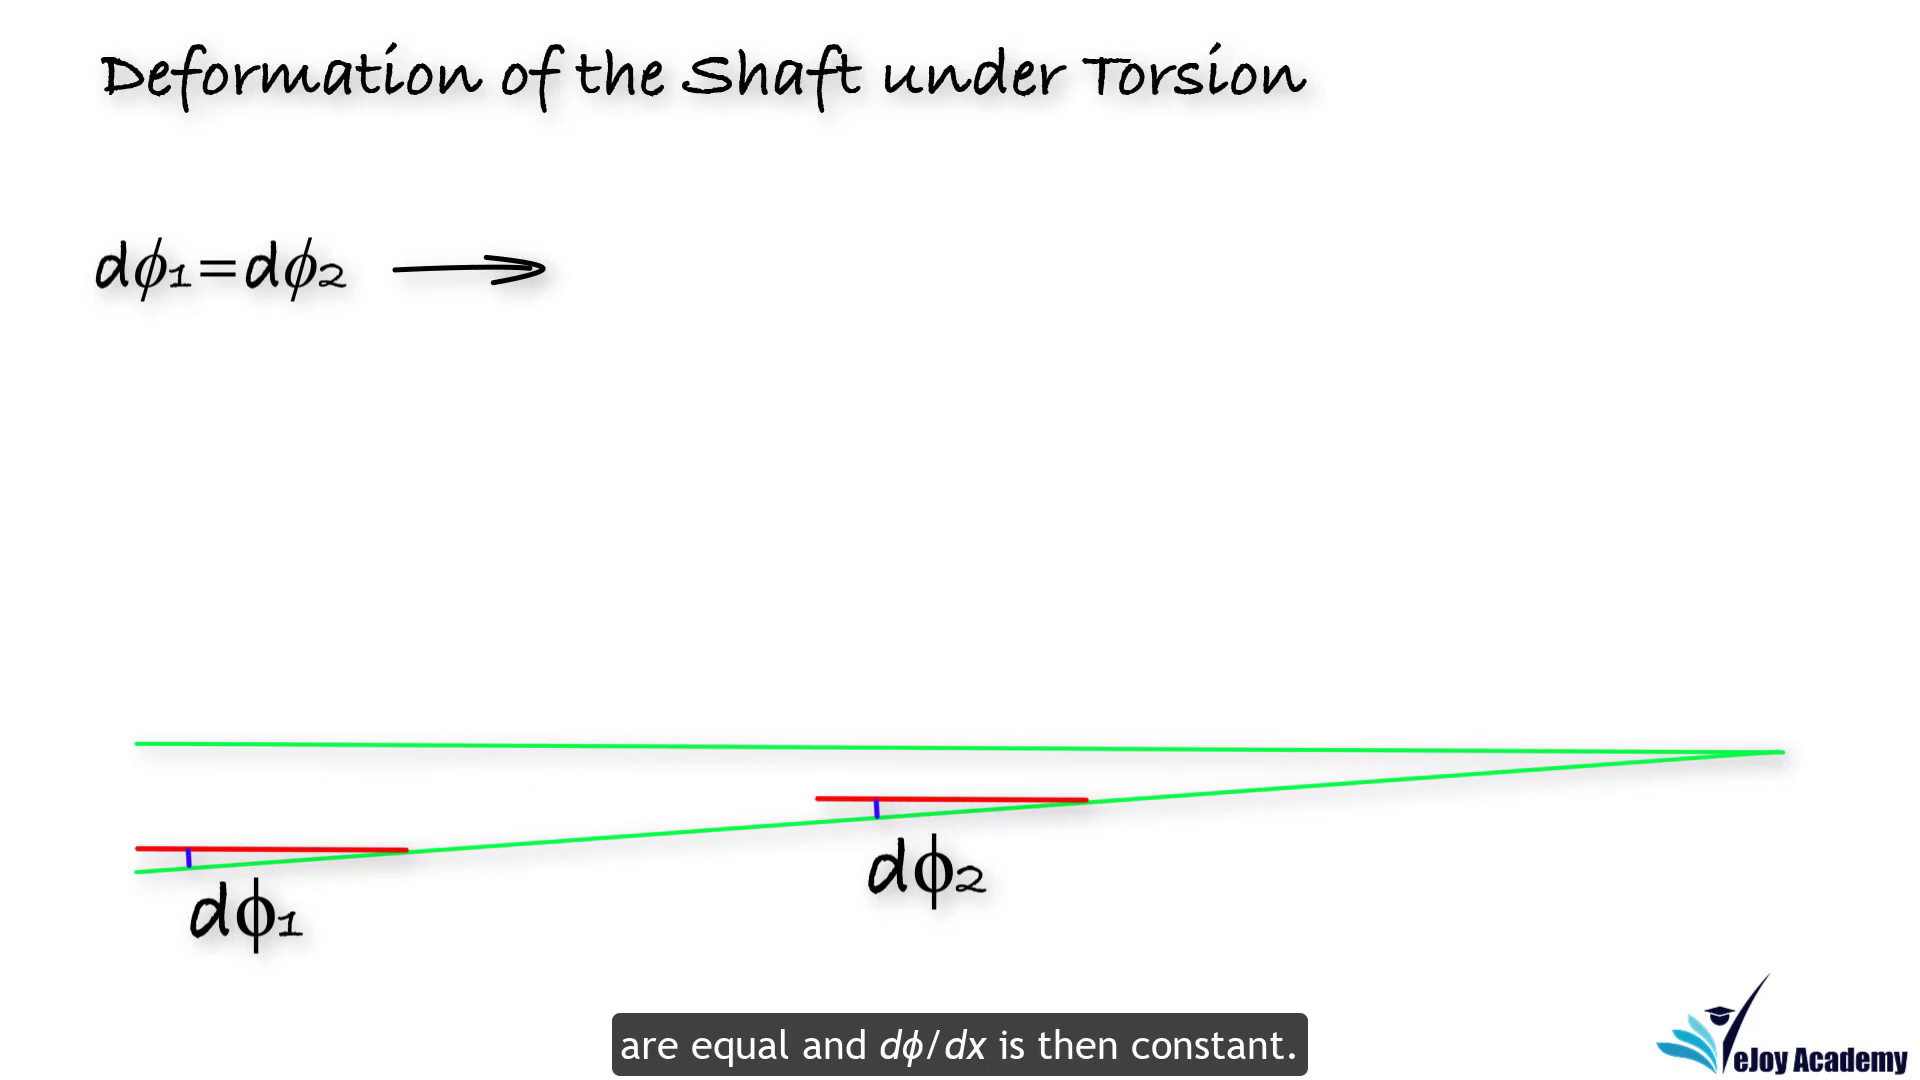 Deformation of the Shaft under Torsion
dϕ₁=dϕ₂
dϕ₂
dϕ₁
are equal and dϕ/dx is then constant.
eJoy Academy